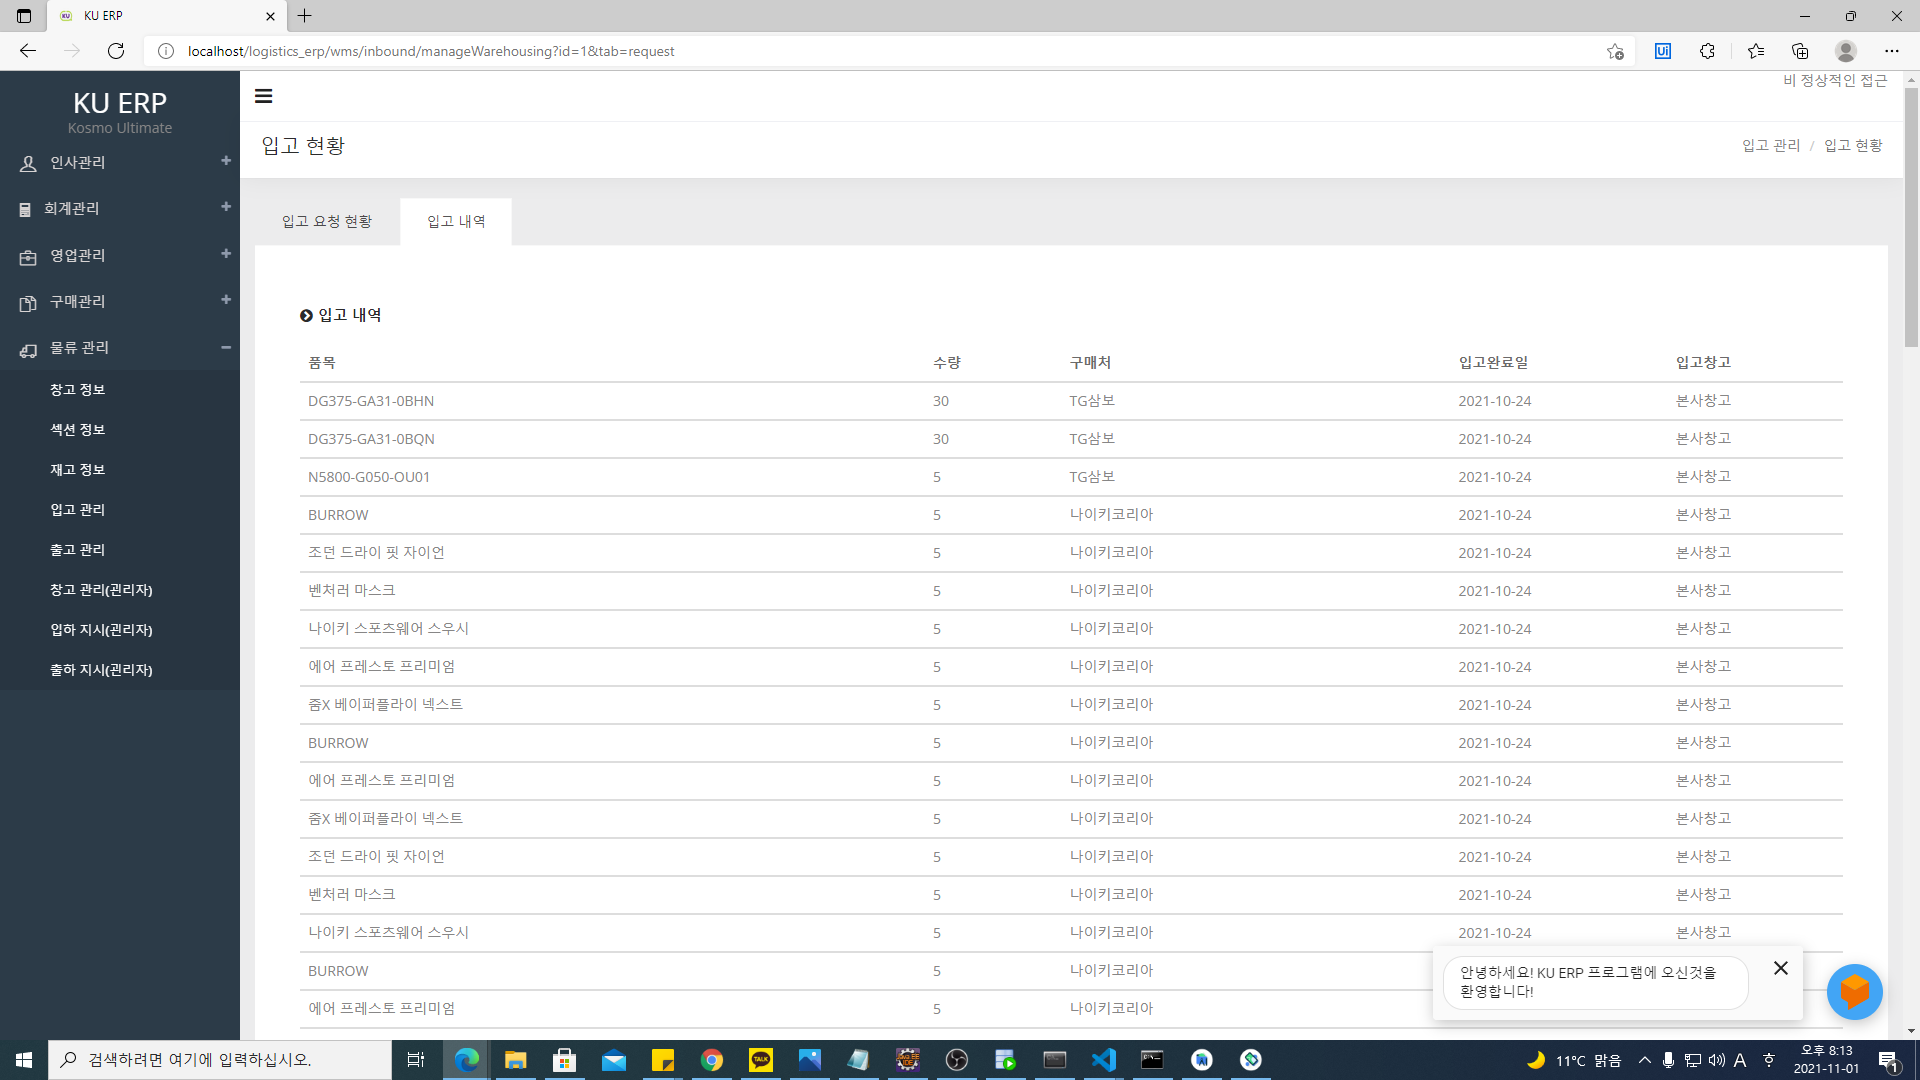 KU ERP
localhost/logistics_erp/wms/inbound/manageWarehousing?id=1&tab=request
KU ERP
Kosmo Ultimate
인사관리
회계관리
영업관리
구매관리
물류 관리
창고 정보
섹션 정보
재고 정보
입고 관리
출고 관리
창고 관리(괸리자)
입하 지시(괸리자)
출하 지시(괸리자)
비 정상적인 접근
입고 현황
입고 관리 / 입고 현황
입고 요청 현황 입고 내역
입고 내역
품목 수량 구매처 입고완료일 입고창고
DG375-GA31-0BHN 30 TG삼보 2021-10-24 본사창고
DG375-GA31-0BQN 30 TG삼보 2021-10-24 본사창고
N5800-G050-OU01 5 TG삼보 2021-10-24 본사창고
BURROW 5 나이키코리아 2021-10-24 본사창고
조던 드라이 핏 자이언 5 나이키코리아 2021-10-24 본사창고
벤처러 마스크 5 나이키코리아 2021-10-24 본사창고
나이키 스포츠웨어 스우시 5 나이키코리아 2021-10-24 본사창고
에어 프레스토 프리미엄 5 나이키코리아 2021-10-24 본사창고
줌X 베이퍼플라이 넥스트 5 나이키코리아 2021-10-24 본사창고
BURROW 5 나이키코리아 2021-10-24 본사창고
에어 프레스토 프리미엄 5 나이키코리아 2021-10-24 본사창고
줌X 베이퍼플라이 넥스트 5 나이키코리아 2021-10-24 본사창고
조던 드라이 핏 자이언 5 나이키코리아 2021-10-24 본사창고
벤처러 마스크 5 나이키코리아 2021-10-24 본사창고
나이키 스포츠웨어 스우시 5 나이키코리아 2021-10-24 본사창고
BURROW 5 나이키코리아
에어 프레스토 프리미엄 5 나이키코리아
안녕하세요! KU ERP 프로그램에 오신것을
환영합니다!
검색하려면 여기에 입력하십시오.
11°C 맑음
A
오후 8:13
2021-11-01
1